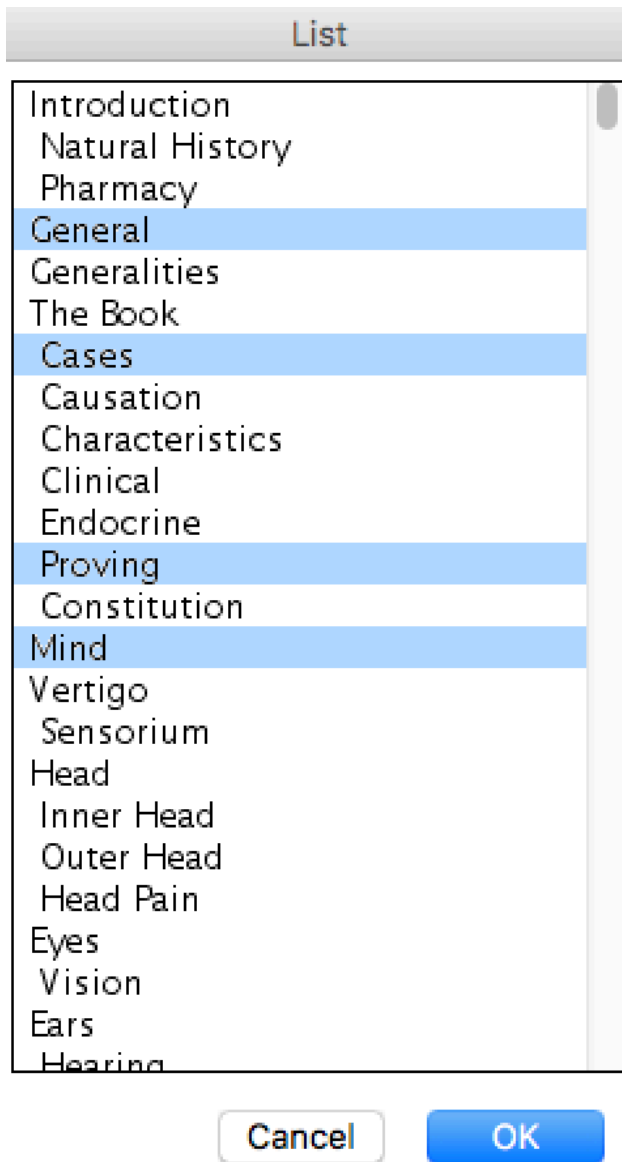 List
Introduction
Natural History
Pharmacy
General
Generalities
The Book
Cases
Causation
Characteristics
Clinical
Endocrine
Proving
Constitution
Mind
Vertigo
Sensorium
Head
Inner Head
Outer Head
Head Pain
Eyes
Vision
Ears
Hearing
Cancel OK